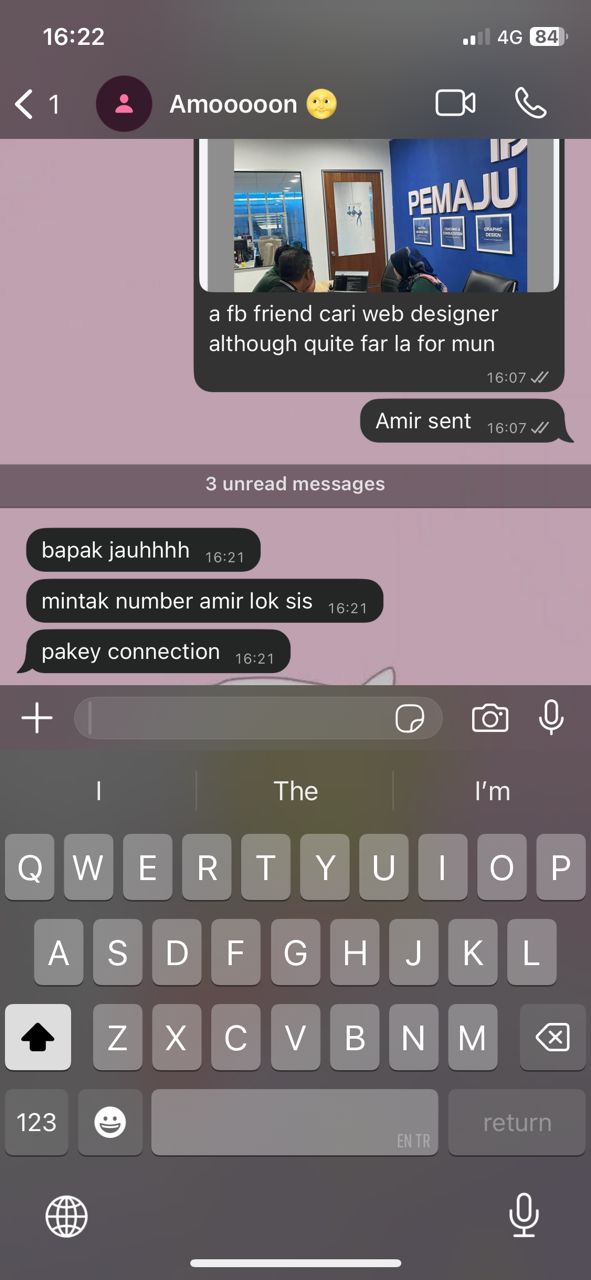 16:22
4G 84
1
Amooooon 🌝
PEMAJU
GRAPHIC
DESIGN
a fb friend cari web designer
although quite far la for mun
16:07
Amir sent 16:07
3 unread messages
bapak jauhhhh 16:21
mintak number amir lok sis 16:21
pakey connection 16:21
I The I’m
Q W E R T Y U I O P
A S D F G H J K L
Z X C V B N M
123 EN TR return